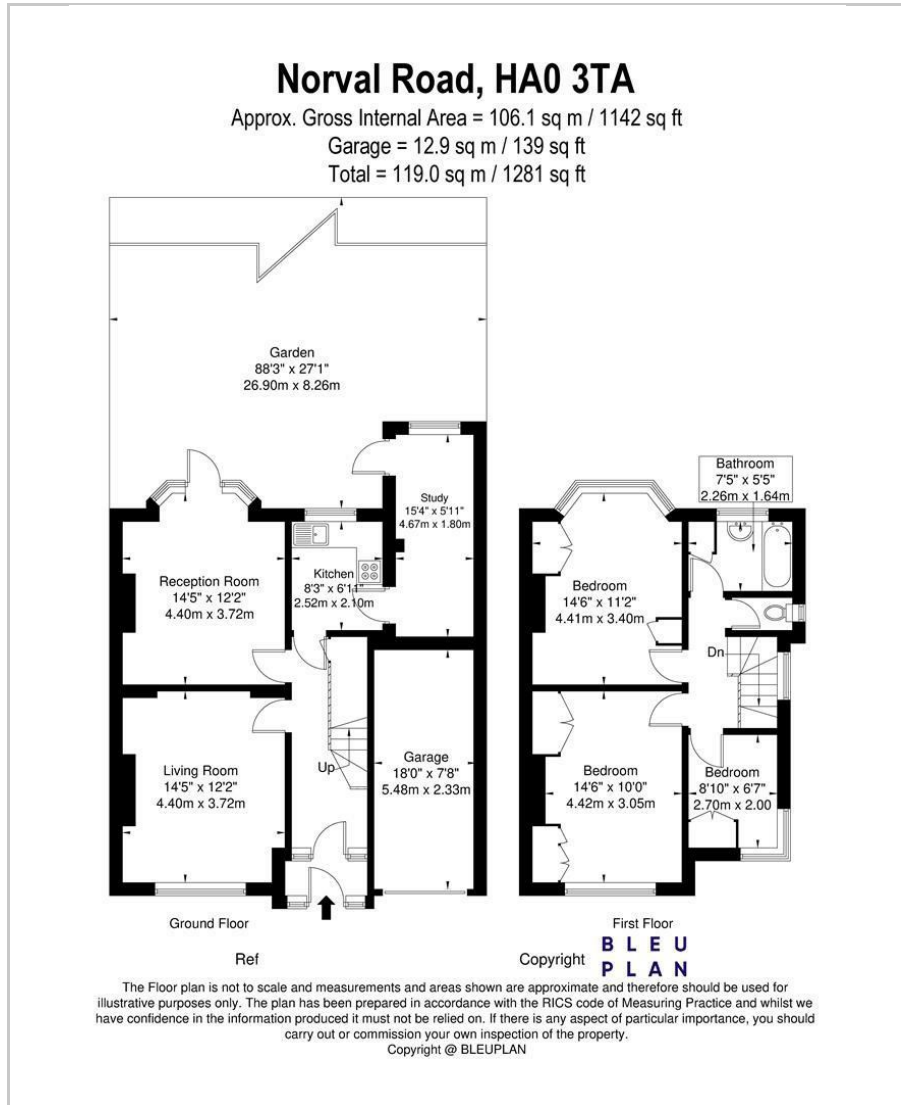 Norval Road, HA0 3TA
Approx. Gross Internal Area = 106.1 sq m / 1142 sq ft
Garage = 12.9 sq m / 139 sq ft
Total = 119.0 sq m / 1281 sq ft
Garden
88'3" x 27'1"
26.90m x 8.26m
Study
15'4" x 5'11"
4.67m x 1.80m
Kitchen
8'3" x 6'11"
2.52m x 2.10m
Reception Room
14'5" x 12'2"
4.40m x 3.72m
Living Room
14'5" x 12'2"
4.40m x 3.72m
Up
Garage
18'0" x 7'8"
5.48m x 2.33m
Ground Floor
Bathroom
7'5" x 5'5"
2.26m x 1.64m
Bedroom
14'6" x 11'2"
4.41m x 3.40m
Dn
Bedroom
14'6" x 10'0"
4.42m x 3.05m
Bedroom
8'10" x 6'7"
2.70m x 2.00
First Floor
Ref
Copyright
BLEU
PLAN
The Floor plan is not to scale and measurements and areas shown are approximate and therefore should be used for
illustrative purposes only. The plan has been prepared in accordance with the RICS code of Measuring Practice and whilst we
have confidence in the information produced it must not be relied on. If there is any aspect of particular importance, you should
carry out or commission your own inspection of the property.
Copyright @ BLEUPLAN